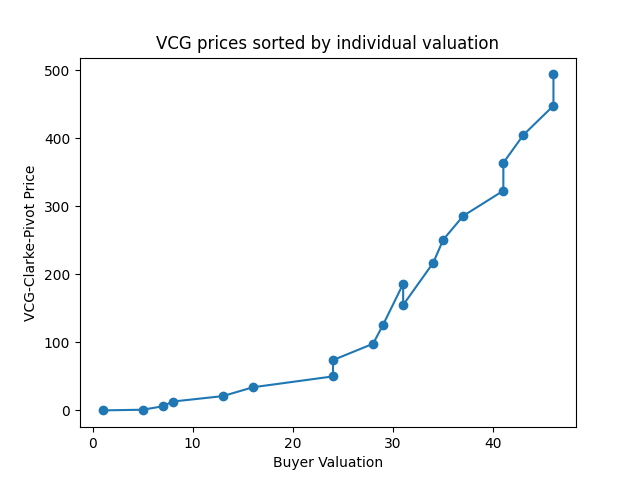 VCG prices sorted by individual valuation
500
400
300
200
100
0
VCG-Clarke-Pivot Price
0 10 20 30 40
Buyer Valuation